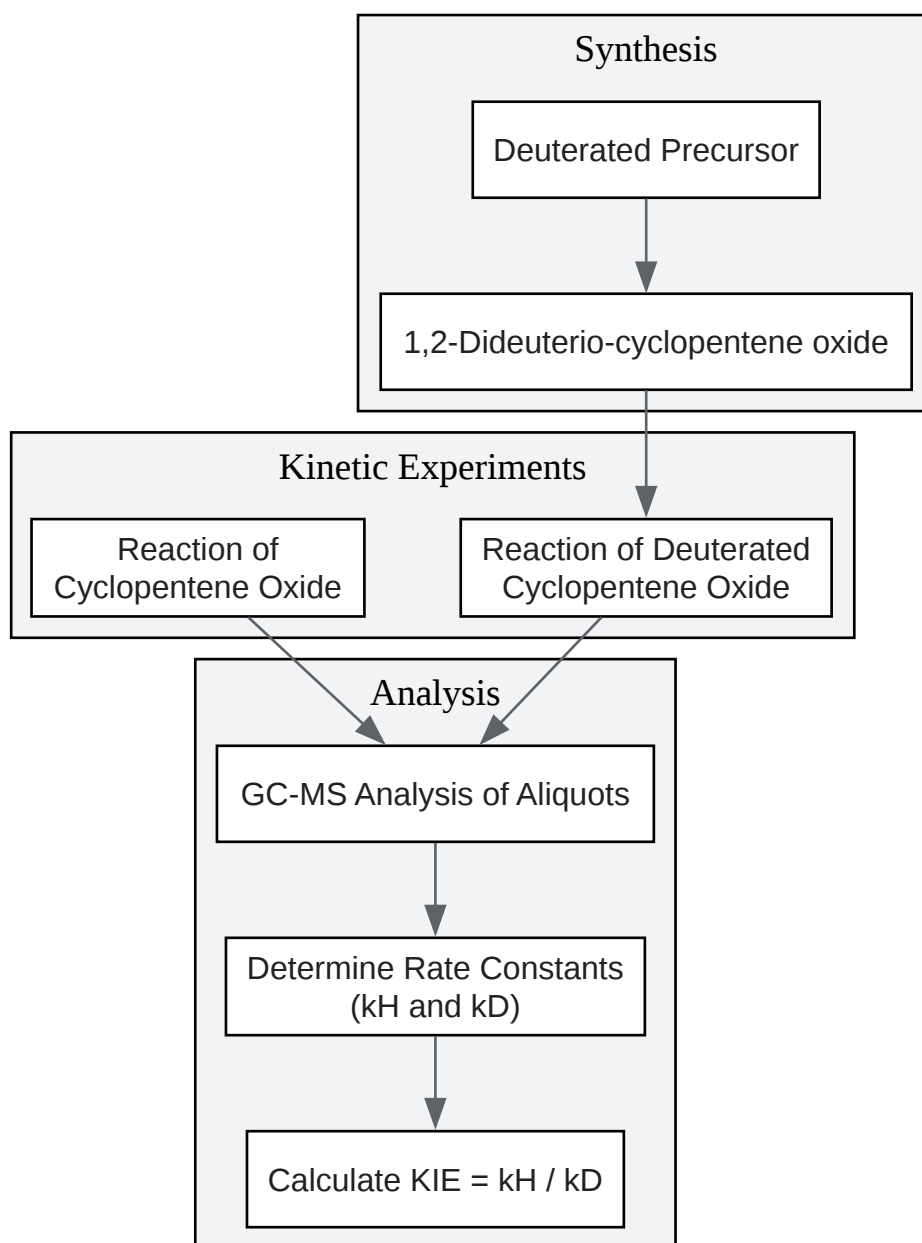 Synthesis
Deuterated Precursor
1,2-Dideuterio-cyclopentene oxide
Kinetic Experiments
Reaction of
Cyclopentene Oxide
Reaction of Deuterated
Cyclopentene Oxide
Analysis
GC-MS Analysis of Aliquots
Determine Rate Constants
(kH and kD)
Calculate KIE = kH / kD